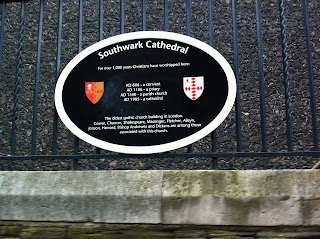 Southwark Cathedral
For over 1,000 years Christians have worshipped here:
AD 606 - a convent
AD 1106 - a priory
AD 1540 - a parish church
AD 1905 - a cathedral
The oldest gothic church building in London.
Gower, Chaucer, Shakespeare, Massinger, Fletcher, Alleyn,
Jonson, Harvard, Bishop Andrewes and Dickens are among those
associated with this church.